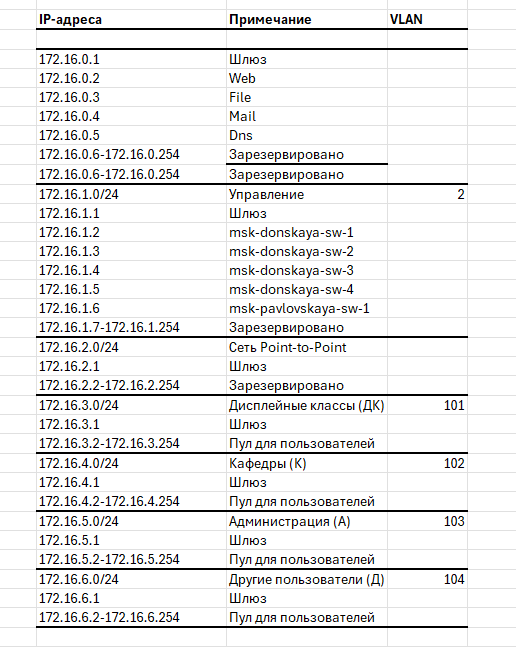 IP-адреса Примечание VLAN
172.16.0.1 Шлюз
172.16.0.2 Web
172.16.0.3 File
172.16.0.4 Mail
172.16.0.5 Dns
172.16.0.6-172.16.0.254 Зарезервировано
172.16.0.6-172.16.0.254 Зарезервировано
172.16.1.0/24 Управление 2
172.16.1.1 Шлюз
172.16.1.2 msk-donskaya-sw-1
172.16.1.3 msk-donskaya-sw-2
172.16.1.4 msk-donskaya-sw-3
172.16.1.5 msk-donskaya-sw-4
172.16.1.6 msk-pavlovskaya-sw-1
172.16.1.7-172.16.1.254 Зарезервировано
172.16.2.0/24 Сеть Point-to-Point
172.16.2.1 Шлюз
172.16.2.2-172.16.2.254 Зарезервировано
172.16.3.0/24 Дисплейные классы (ДК) 101
172.16.3.1 Шлюз
172.16.3.2-172.16.3.254 Пул для пользователей
172.16.4.0/24 Кафедры (К) 102
172.16.4.1 Шлюз
172.16.4.2-172.16.4.254 Пул для пользователей
172.16.5.0/24 Администрация (А) 103
172.16.5.1 Шлюз
172.16.5.2-172.16.5.254 Пул для пользователей
172.16.6.0/24 Другие пользователи (Д) 104
172.16.6.1 Шлюз
172.16.6.2-172.16.6.254 Пул для пользователей